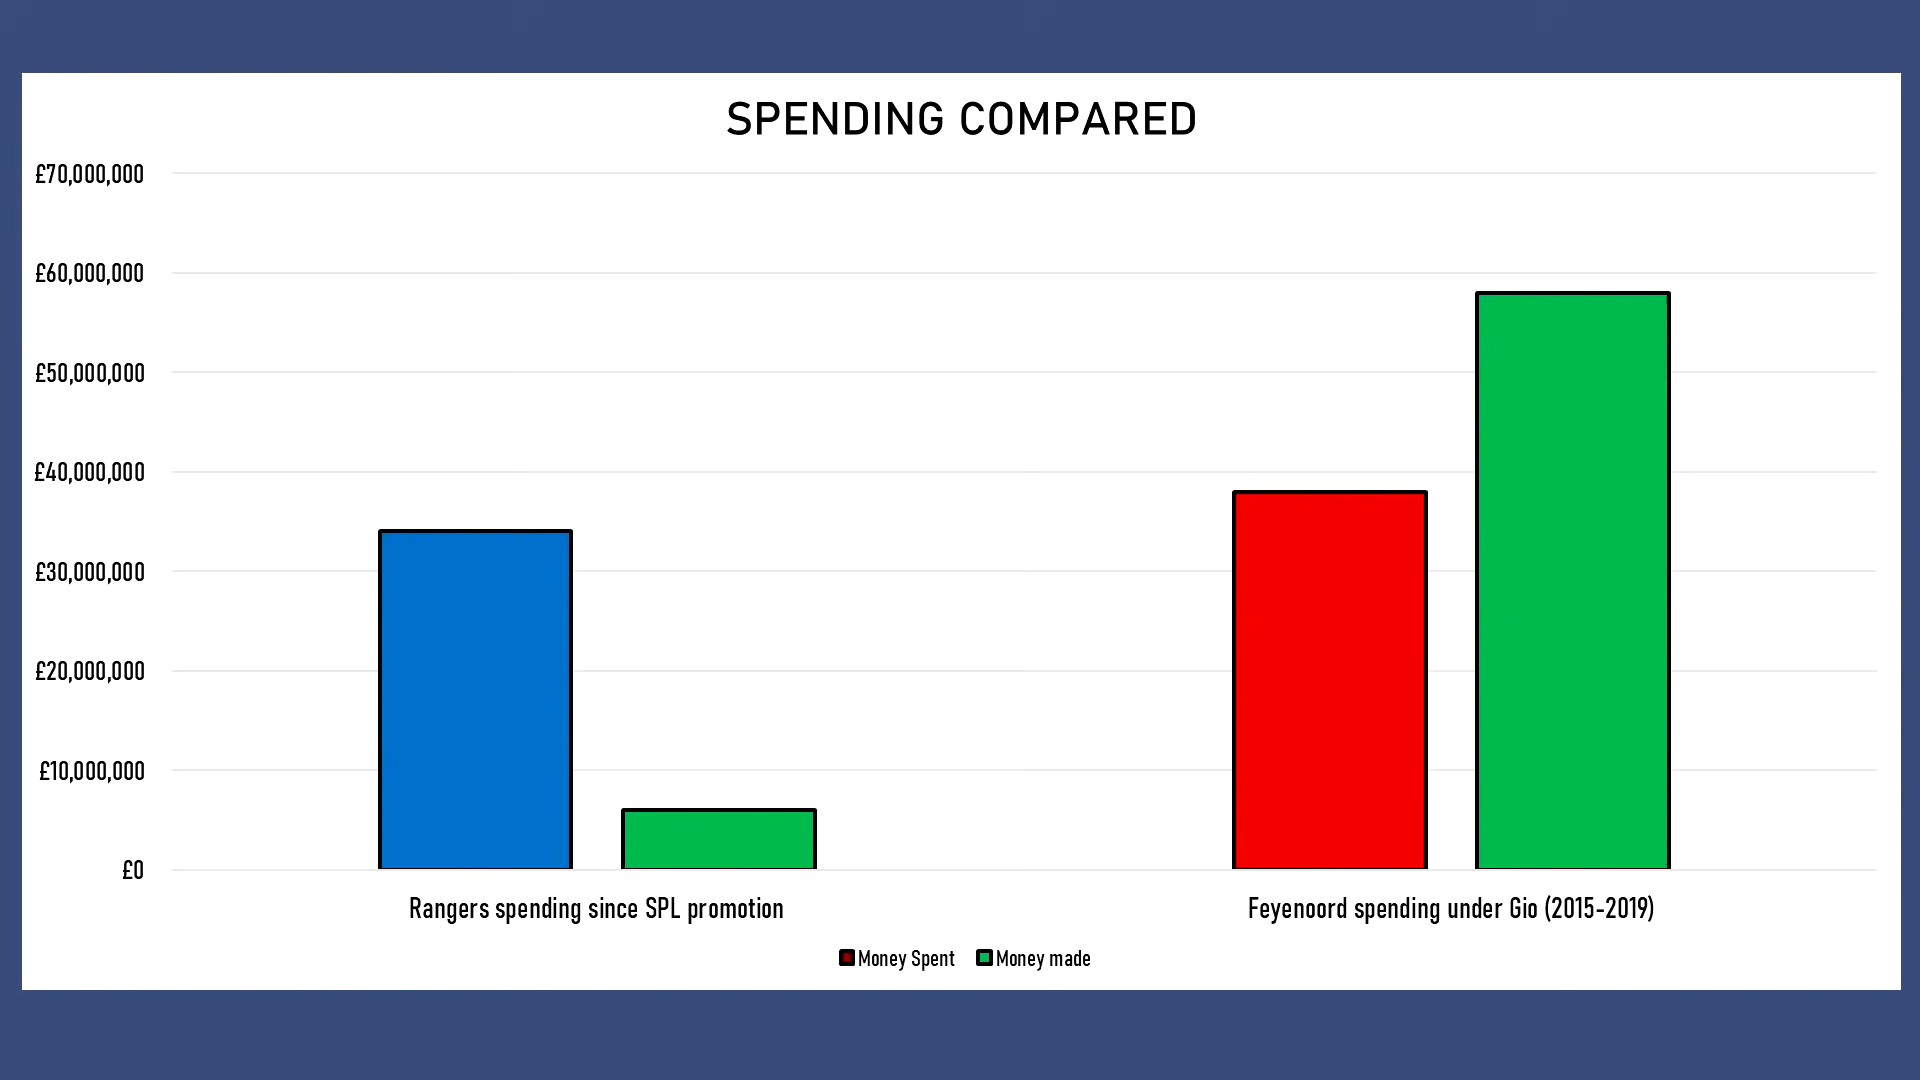 SPENDING COMPARED
£70,000,000
£60,000,000
£50,000,000
£40,000,000
£30,000,000
£20,000,000
£10,000,000
£0
Rangers spending since SPL promotion
Feyenoord spending under Gio (2015-2019)
Money Spent
Money made